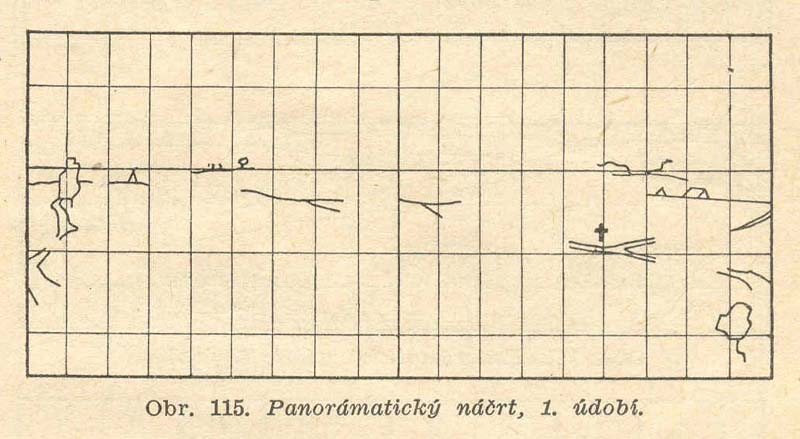 Obr. 115. Panorámatický náčrt, 1. údobí.